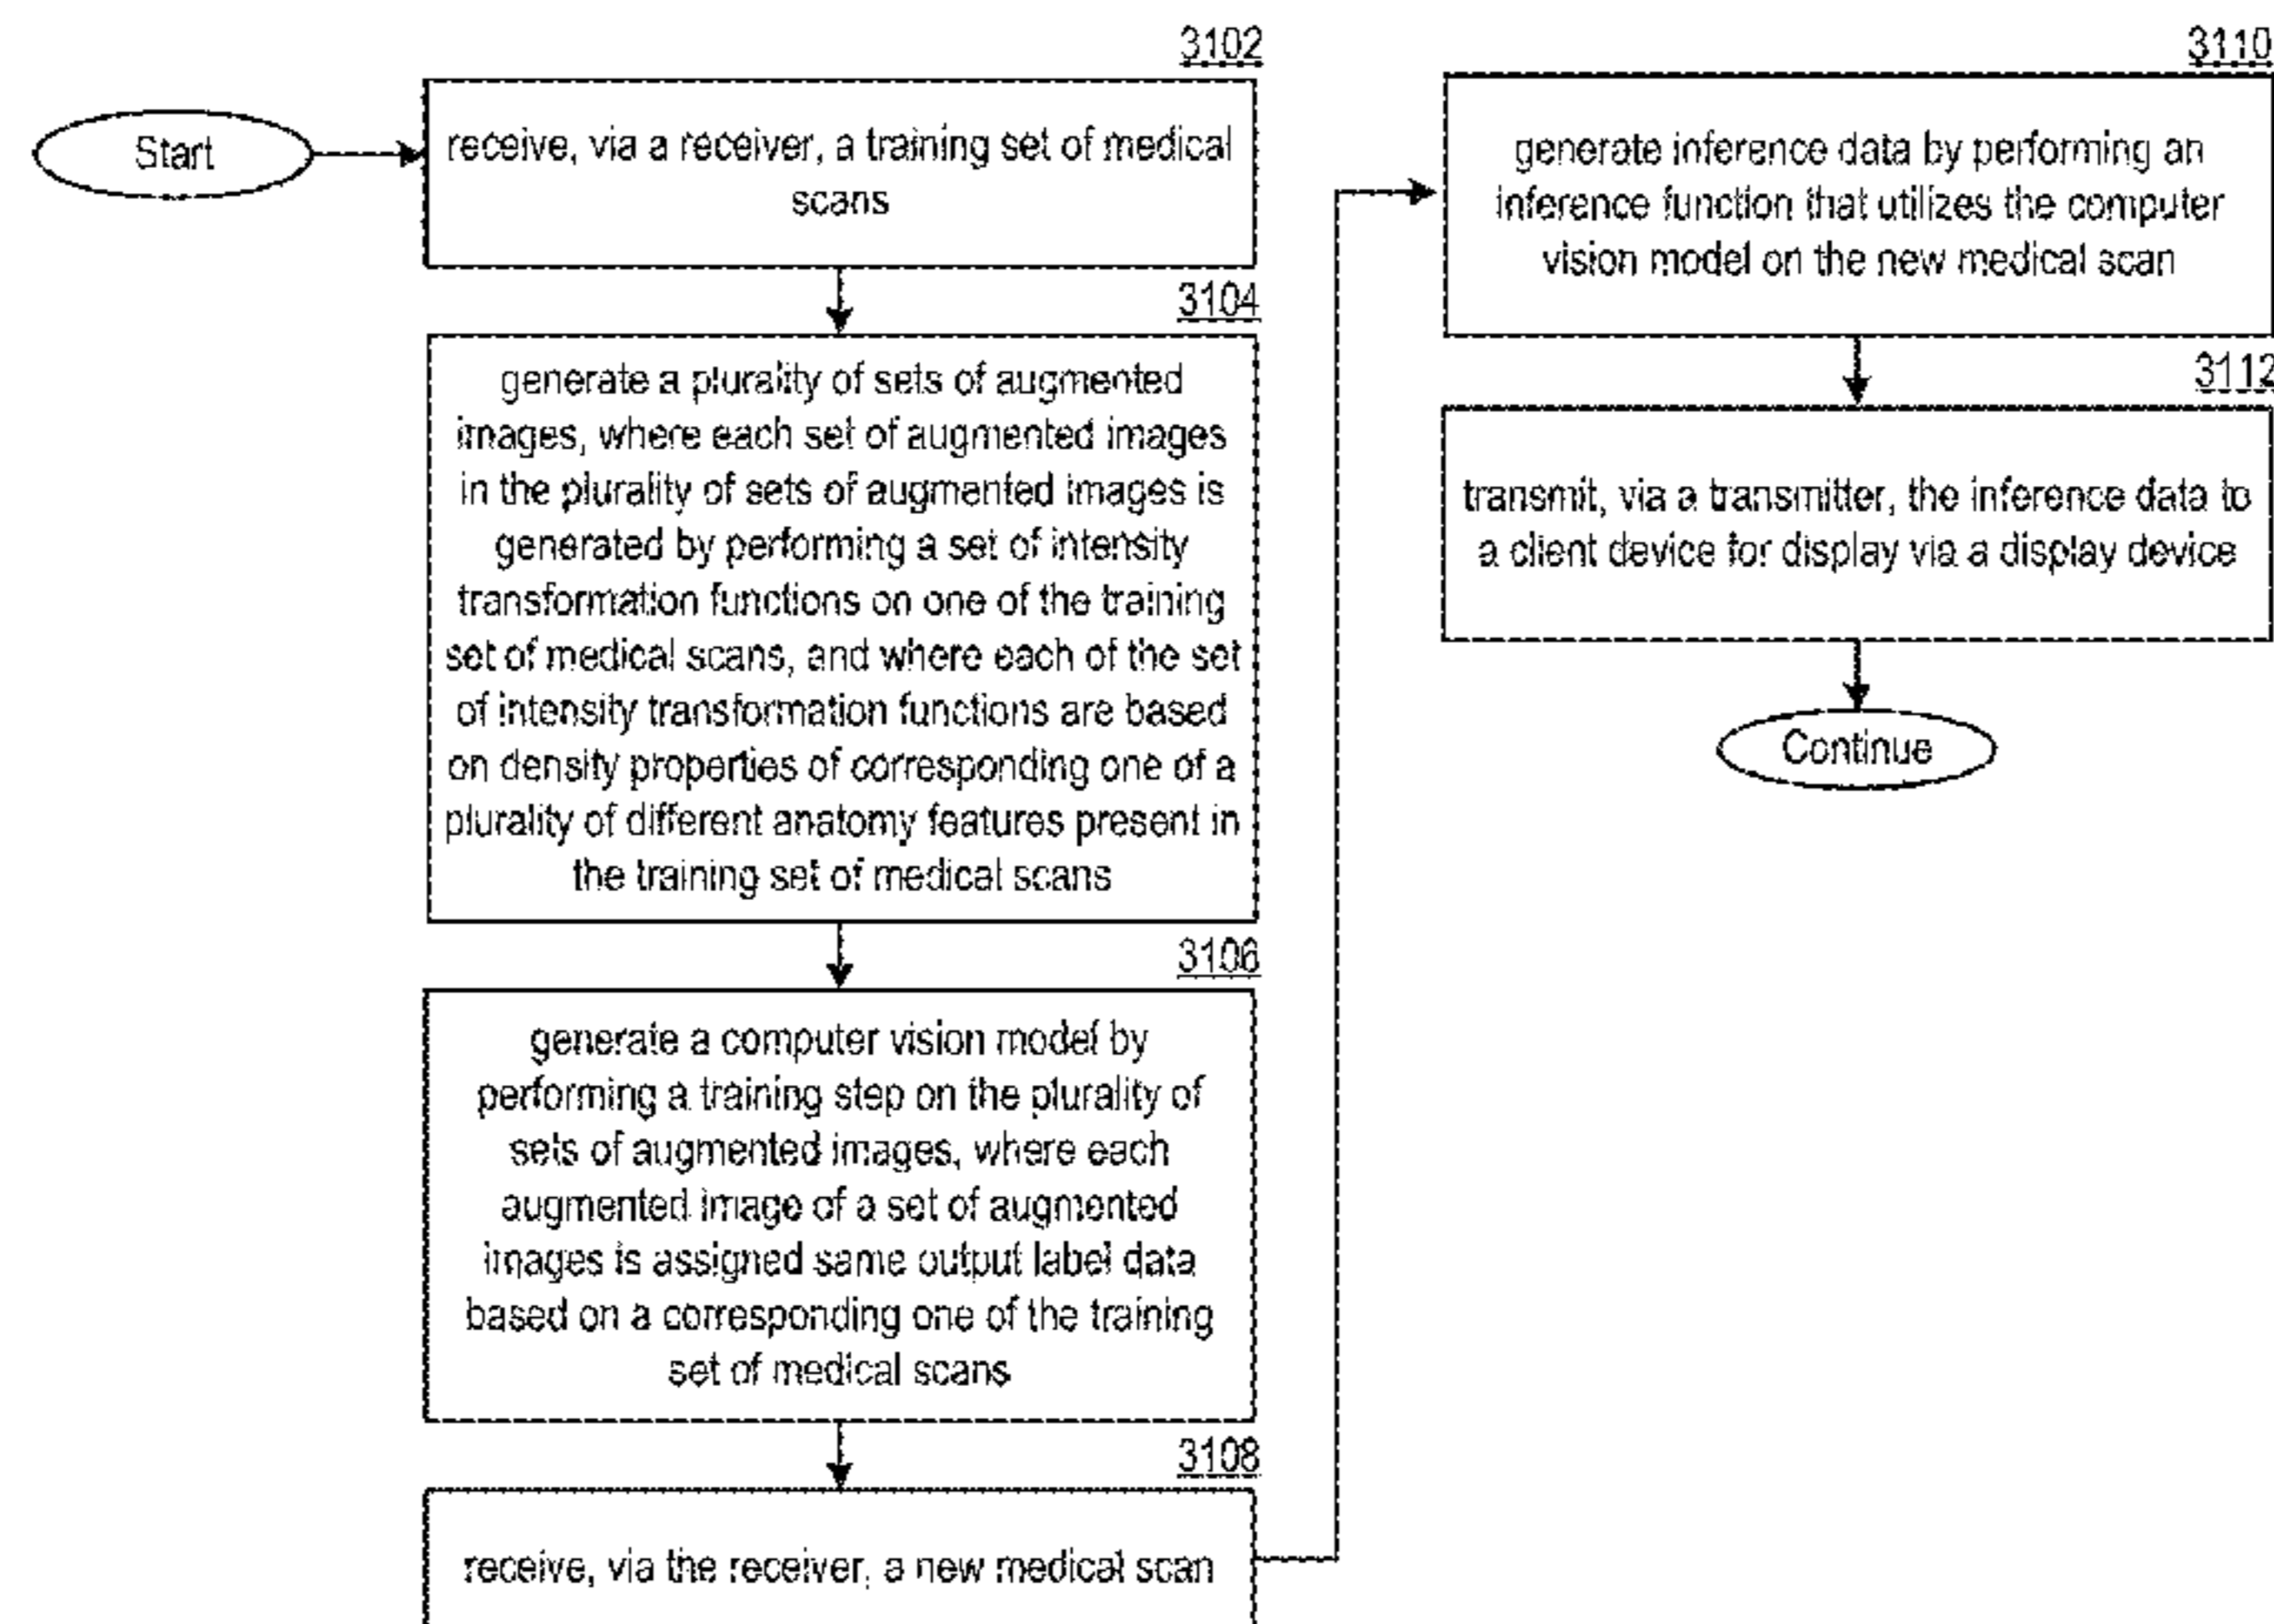 Start
3102
receive, via a receiver, a training set of medical
scans
3104
generate a plurality of sets of augmented
images, where each set of augmented images
in the plurality of sets of augmented images is
generated by performing a set of intensity
transformation functions on one of the training
set of medical scans, and where each of the set
of intensity transformation functions are based
on density properties of corresponding one of a
plurality of different anatomy features present in
the training set of medical scans
3106
generate a computer vision model by
performing a training step on the plurality of
sets of augmented images, where each
augmented image of a set of augmented
images is assigned same output label data
based on a corresponding one of the training
set of medical scans
3108
receive, via the receiver, a new medical scan
3110
generate inference data by performing an
inference function that utilizes the computer
vision model on the new medical scan
3112
transmit, via a transmitter, the inference data to
a client device for display via a display device
Continue